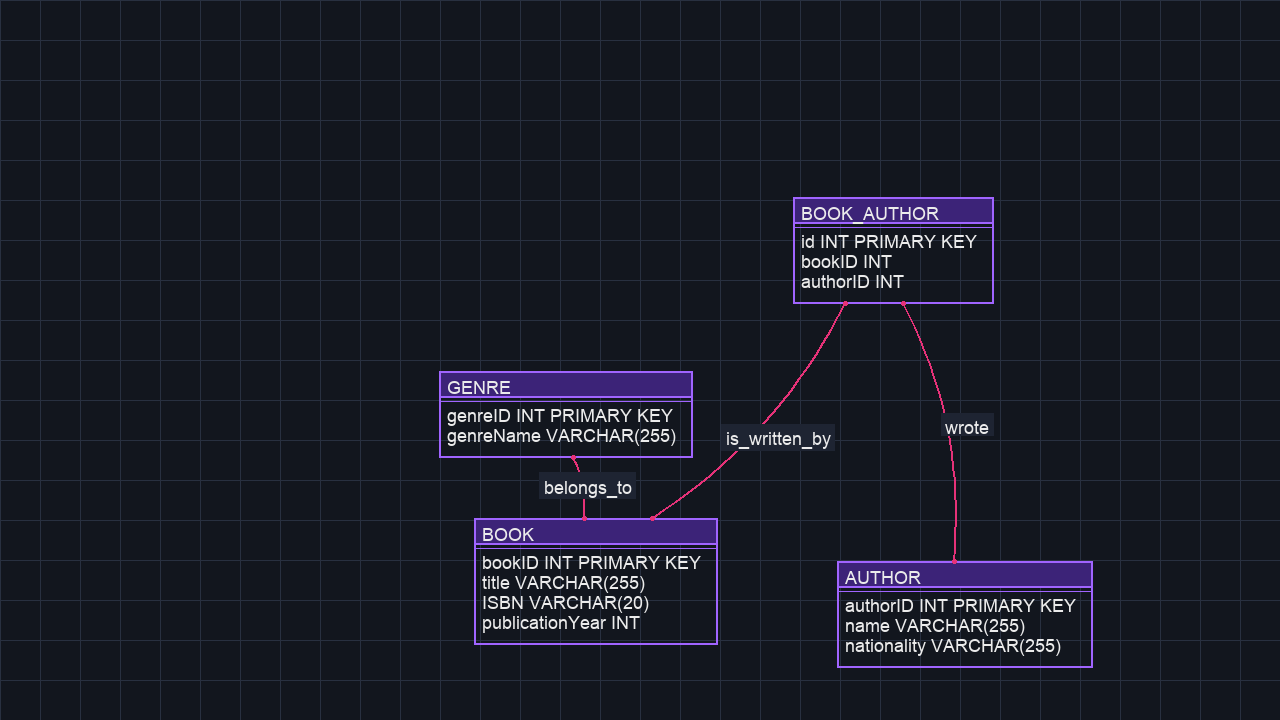 BOOK_AUTHOR
id INT PRIMARY KEY
bookID INT
authorID INT
GENRE
genreID INT PRIMARY KEY
genreName VARCHAR(255)
is_written_by
wrote
belongs_to
BOOK
bookID INT PRIMARY KEY
title VARCHAR(255)
ISBN VARCHAR(20)
publicationYear INT
AUTHOR
authorID INT PRIMARY KEY
name VARCHAR(255)
nationality VARCHAR(255)